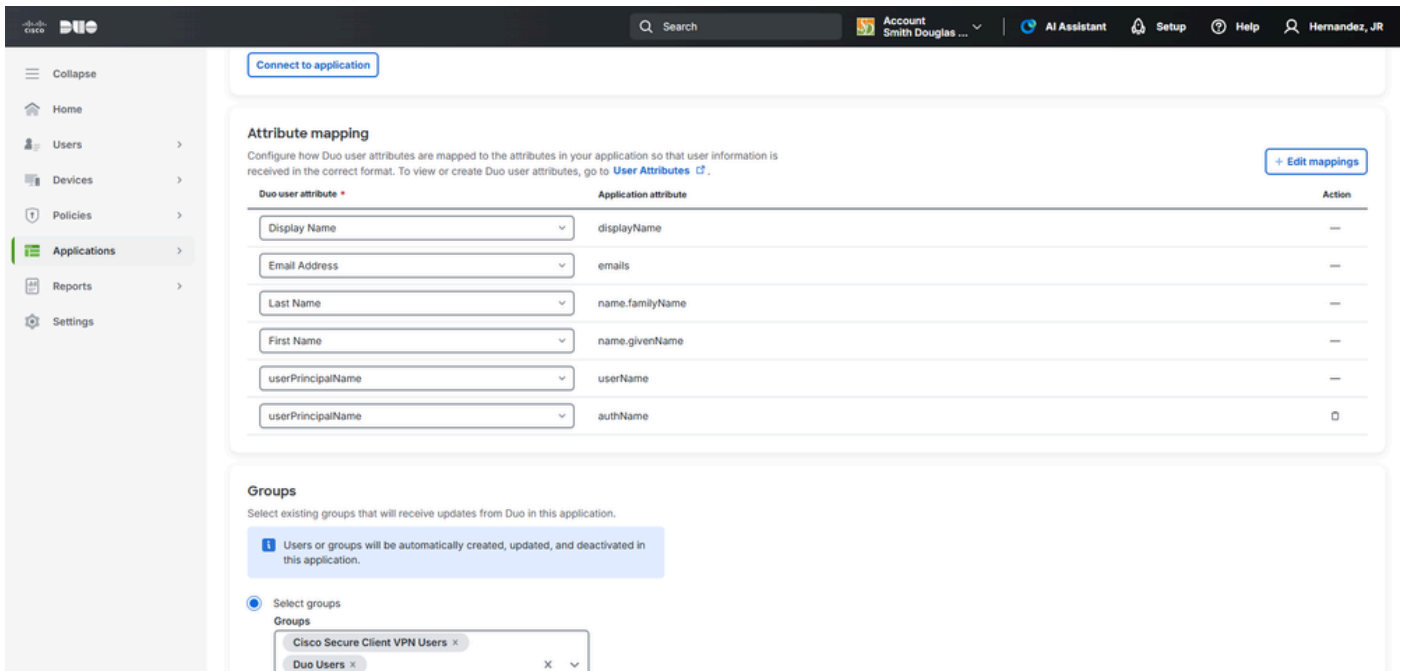 cisco DUO
Search
Account
Smith Douglas ...
AI Assistant
Setup
Help
Hernandez, JR
Collapse
Home
Users
Devices
Policies
Applications
Reports
Settings
Connect to application
Attribute mapping
Configure how Duo user attributes are mapped to the attributes in your application so that user information is
received in the correct format. To view or create Duo user attributes, go to User Attributes .
+ Edit mappings
Duo user attribute * Application attribute Action
Display Name displayName —
Email Address emails —
Last Name name.familyName —
First Name name.givenName —
userPrincipalName userName —
userPrincipalName authName
Groups
Select existing groups that will receive updates from Duo in this application.
Users or groups will be automatically created, updated, and deactivated in
this application.
Select groups
Groups
Cisco Secure Client VPN Users ×
Duo Users ×